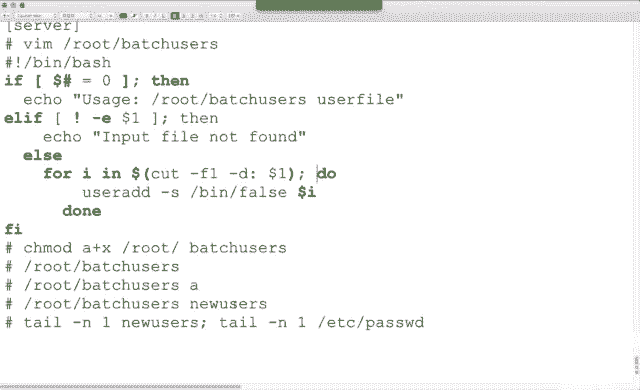 [server]
# vim /root/batchusers
#!/bin/bash
if [ $# = 0 ]; then
echo "Usage: /root/batchusers userfile"
elif [ ! -e $1 ]; then
echo "Input file not found"
else
for i in $(cut -f1 -d: $1); do
useradd -s /bin/false $i
done
fi
# chmod a+x /root/ batchusers
# /root/batchusers
# /root/batchusers a
# /root/batchusers newusers
# tail -n 1 newusers; tail -n 1 /etc/passwd